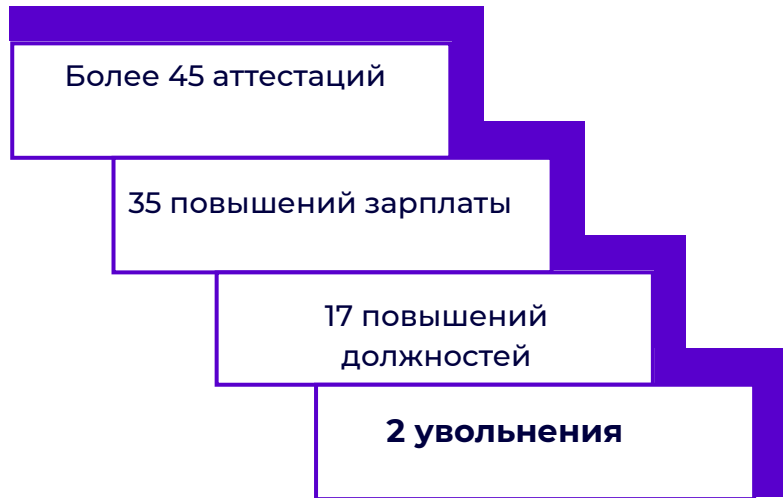 Более 45 аттестаций
35 повышений зарплаты
17 повышений
должностей
2 увольнения